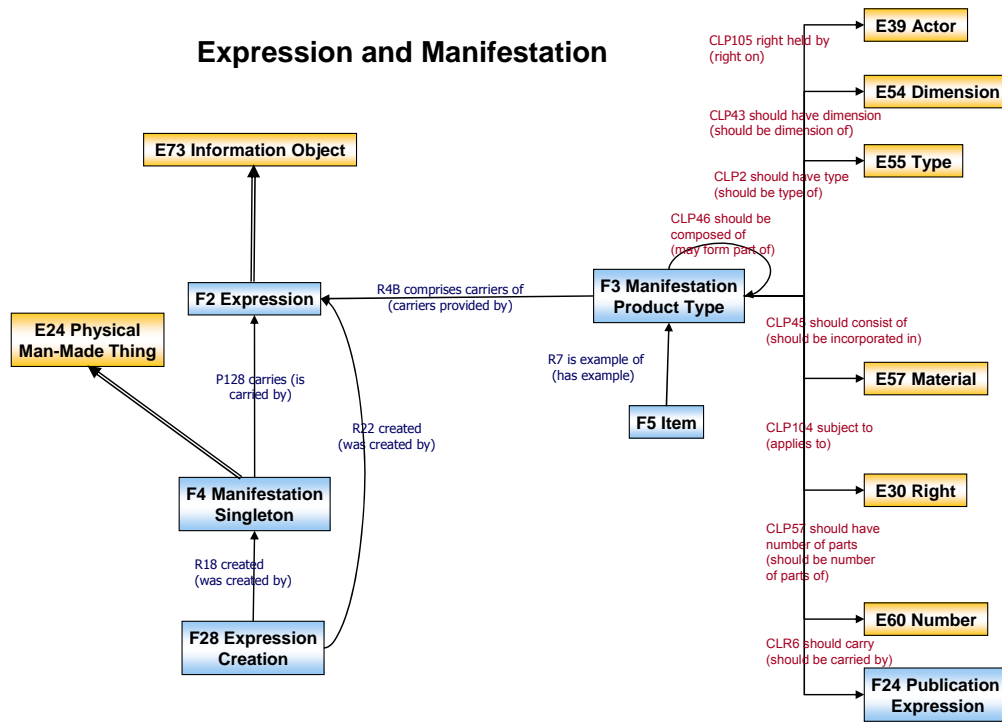 Expression and Manifestation
CLP105 right held by
(right on)
E39 Actor
E54 Dimension
CLP43 should have dimension
(should be dimension of)
E73 Information Object
E55 Type
CLP2 should have type
(should be type of)
CLP46 should be
composed of
(may form part of)
F2 Expression
R4B comprises carriers of
(carriers provided by)
F3 Manifestation
Product Type
E24 Physical
Man-Made Thing
CLP45 should consist of
(should be incorporated in)
P128 carries (is
carried by)
R7 is example of
(has example)
E57 Material
F5 Item
R22 created
(was created by)
CLP104 subject to
(applies to)
F4 Manifestation
Singleton
E30 Right
CLP57 should have
number of parts
(should be number
of parts of)
R18 created
(was created by)
E60 Number
F28 Expression
Creation
CLR6 should carry
(should be carried by)
F24 Publication
Expression